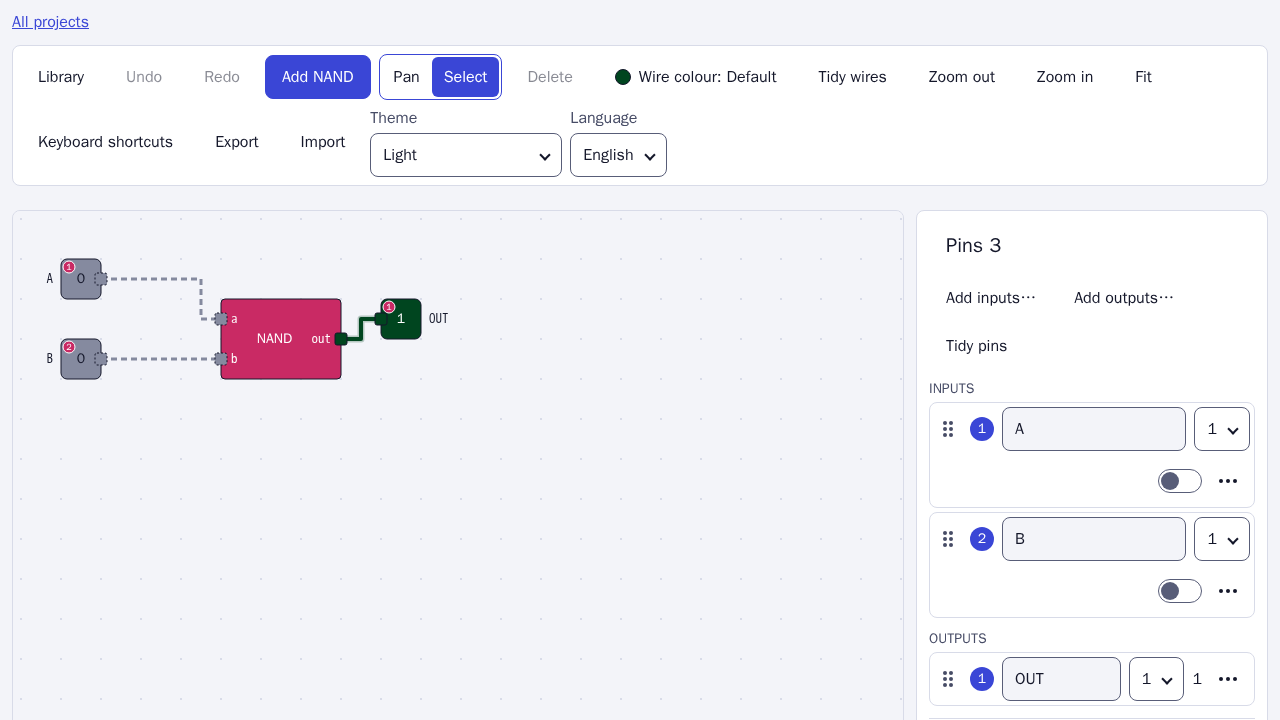 All projects
Library Undo Redo Add NAND Pan Select Delete Wire colour: Default Tidy wires Zoom out Zoom in Fit
Keyboard shortcuts Export Import Theme Light Language English
Pins 3
Add inputs… Add outputs…
Tidy pins
INPUTS
1 A 1
2 B 1
OUTPUTS
1 OUT 1 1
A 1 0
B 2 0
a
NAND out
b
1 1 OUT